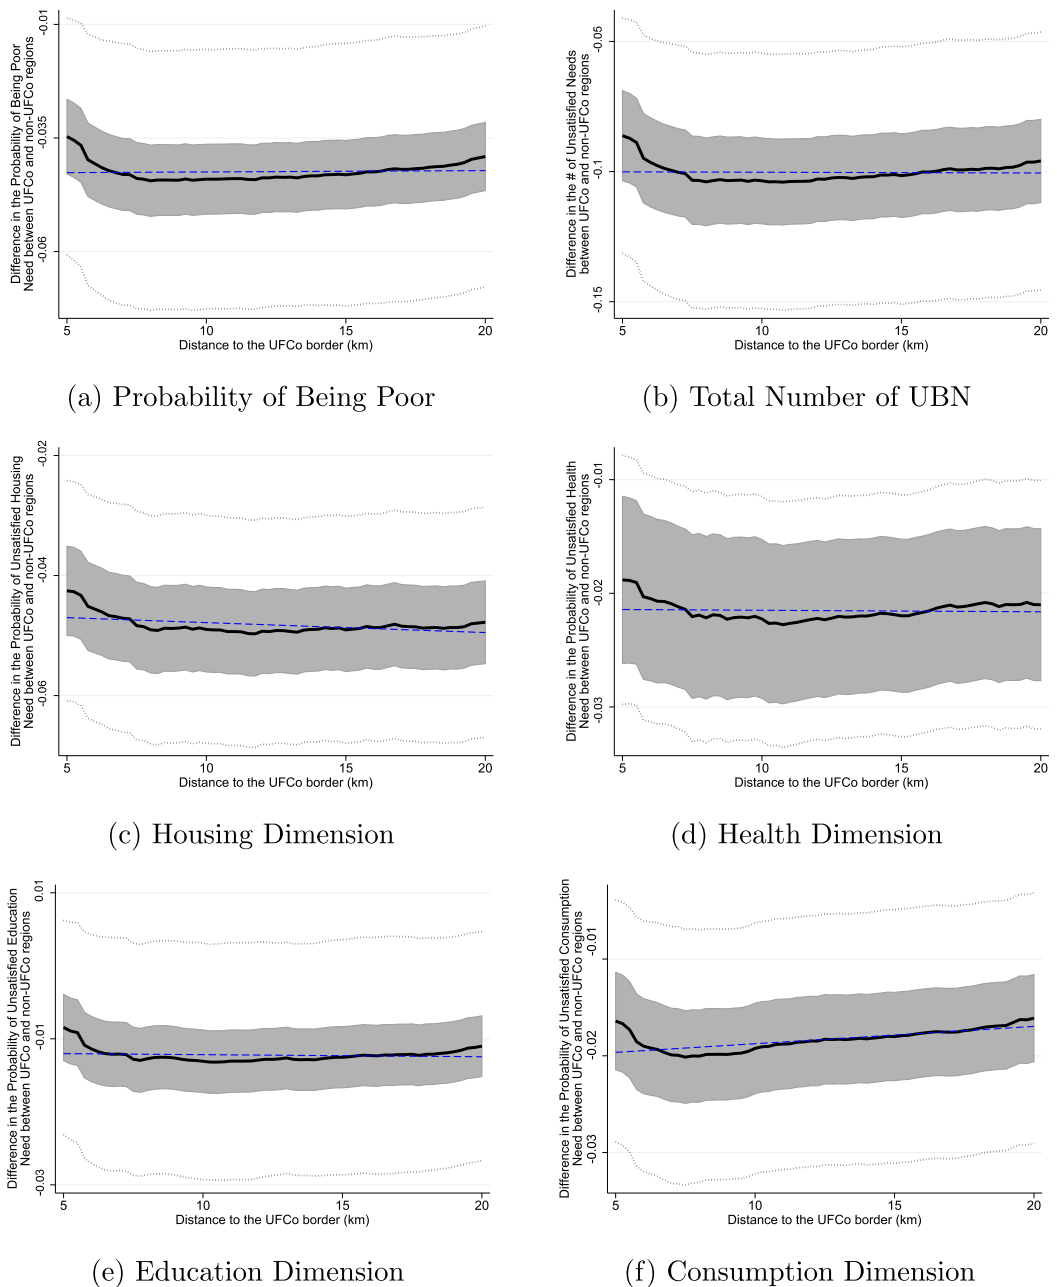 Difference in the Probability of Being Poor
Need between UFCo and non-UFCo regions
-0.01
-0.035
-0.06
5
10
15
20
Distance to the UFCo border (km)
(a) Probability of Being Poor
Difference in the # of Unsatisfied Needs
between UFCo and non-UFCo regions
-0.05
-0.1
-0.15
5
10
15
20
Distance to the UFCo border (km)
(b) Total Number of UBN
Difference in the Probability of Unsatisfied Housing
Need between UFCo and non-UFCo regions
-0.02
-0.04
-0.06
5
10
15
20
Distance to the UFCo border (km)
(c) Housing Dimension
Difference in the Probability of Unsatisfied Health
Need between UFCo and non-UFCo regions
-0.01
-0.02
-0.03
5
10
15
20
Distance to the UFCo border (km)
(d) Health Dimension
Difference in the Probability of Unsatisfied Education
Need between UFCo and non-UFCo regions
0.01
-0.01
-0.03
5
10
15
20
Distance to the UFCo border (km)
(e) Education Dimension
Difference in the Probability of Unsatisfied Consumption
Need between UFCo and non-UFCo regions
-0.01
-0.02
-0.03
5
10
15
20
Distance to the UFCo border (km)
(f) Consumption Dimension